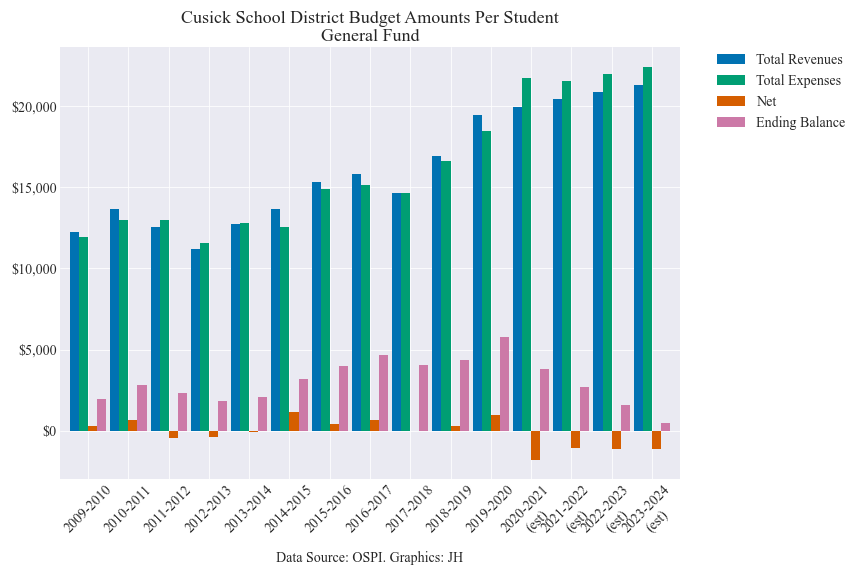 Cusick School District Budget Amounts Per Student
General Fund
Total Revenues
Total Expenses
Net
Ending Balance
$20,000
$15,000
$10,000
$5,000
$0
2009-2010
2010-2011
2011-2012
2012-2013
2013-2014
2014-2015
2015-2016
2016-2017
2017-2018
2018-2019
2019-2020
2020-2021
(est)
2021-2022
(est)
2022-2023
(est)
2023-2024
(est)
Data Source: OSPI. Graphics: JH